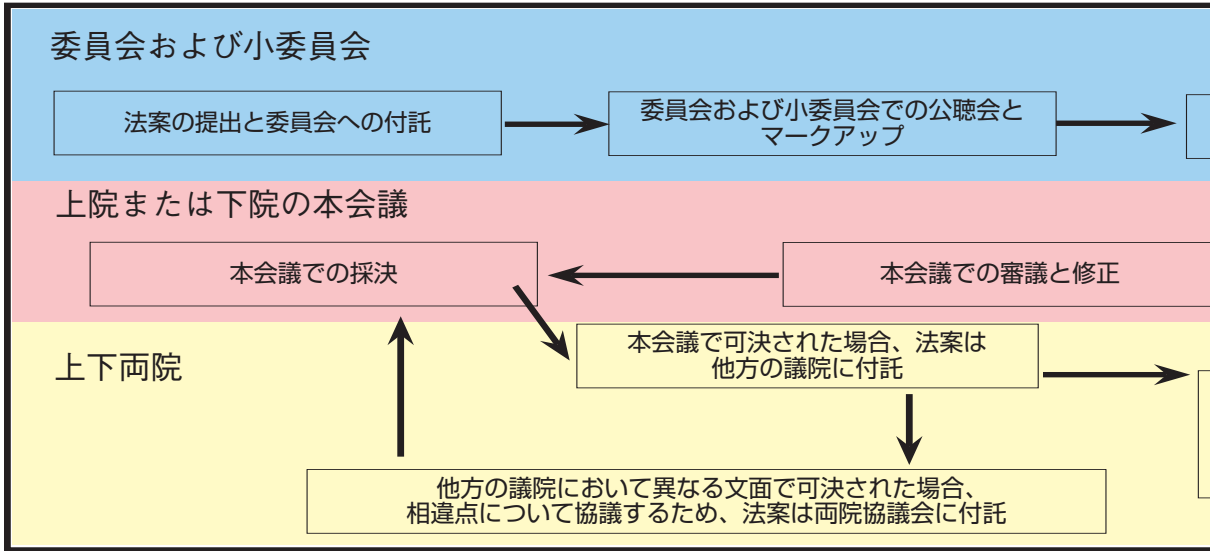 委員会および小委員会
法案の提出と委員会への付託
委員会および小委員会での公聴会と
マークアップ
上院または下院の本会議
本会議での採決
本会議での審議と修正
上下両院
本会議で可決された場合、法案は
他方の議院に付託
他方の議院において異なる文面で可決された場合、
相違点について協議するため、法案は両院協議会に付託